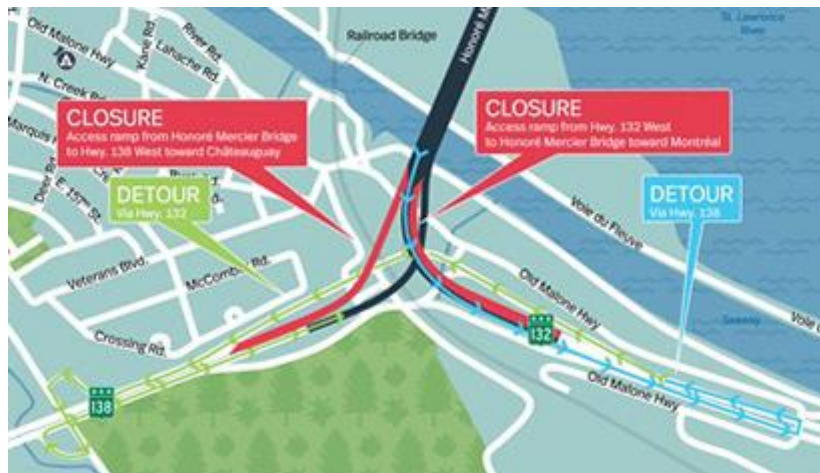 St. Lawrence
River
Old Malone Hwy
Kane Rd.
River Rd.
Lahache Rd.
Railroad Bridge
Honoré M
N. Creek Rd.
CLOSURE
Access ramp from Honoré Mercier Bridge
to Hwy. 138 West toward Châteauguay
CLOSURE
Access ramp from Hwy. 132 West
to Honoré Mercier Bridge toward Montréal
DETOUR
Via Hwy. 132
DETOUR
Via Hwy. 138
Deer Rd.
Voie du Fleuve
Veterans Blvd.
McComber Rd.
Old Malone Hwy
Crossing Rd.
Seaway
Voie
132
Old Malone Hwy
138